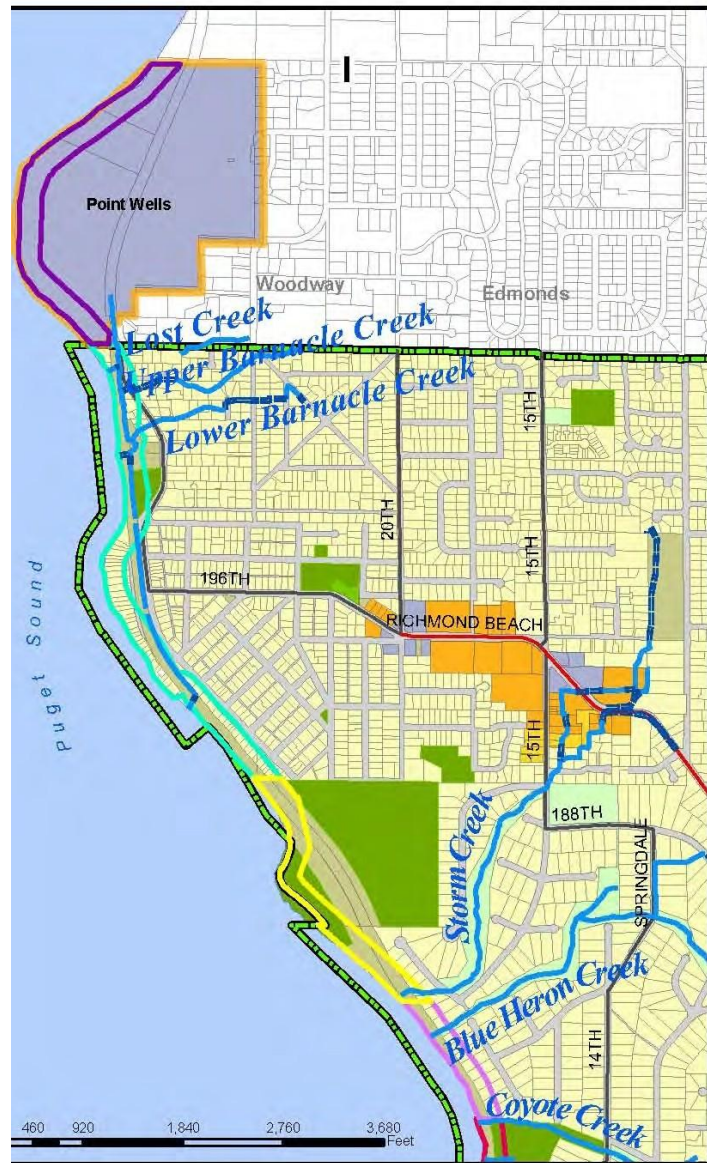 I
Point Wells
Woodway
Edmonds
Lost Creek
Upper Barnacle Creek
Lower Barnacle Creek
15TH
20TH
15TH
196TH
RICHMOND BEACH
Puget Sound
15TH
188TH
SPRINGDALE
Storm Creek
Blue Heron Creek
14TH
Coyote Creek
460 920 1,840 2,760 3,680
Feet